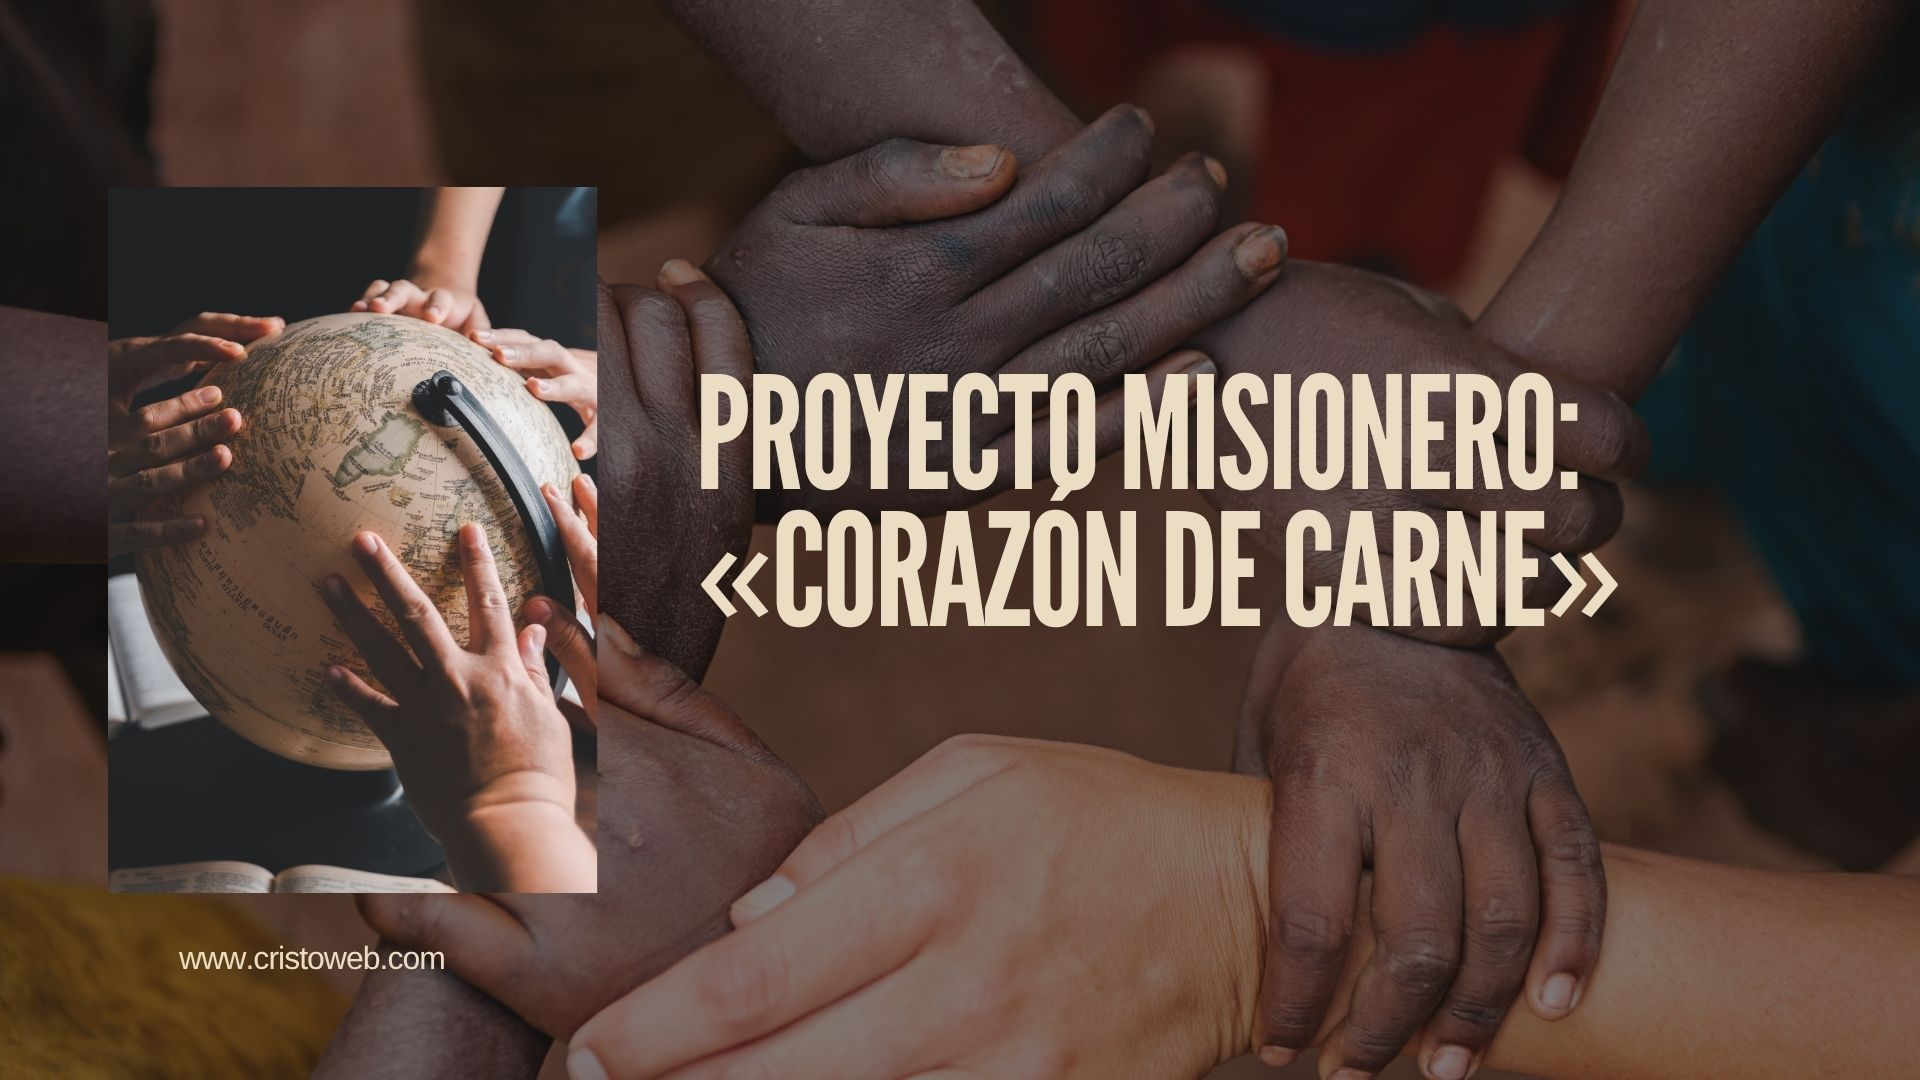 PROYECTO MISIONERO:
«CORAZÓN DE CARNE»
www.cristoweb.com